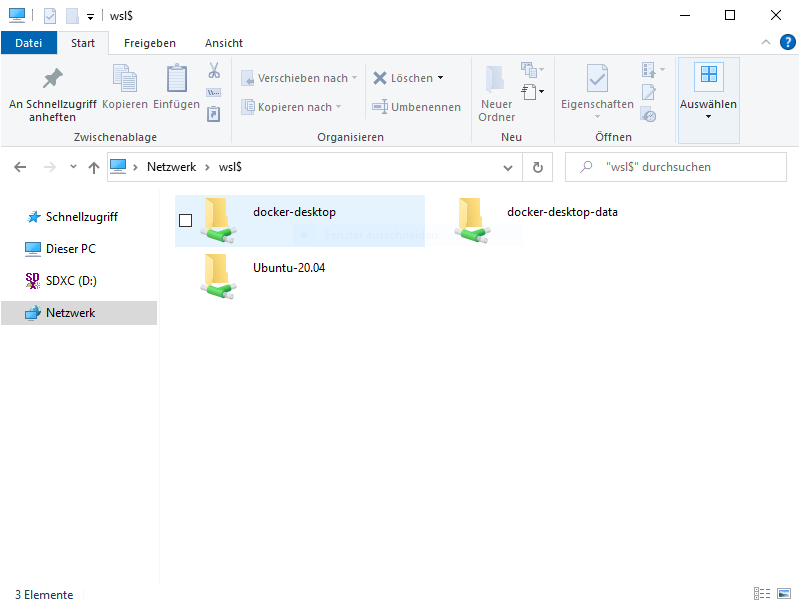 wsl$
Datei Start Freigeben Ansicht
An Schnellzugriff anheften
Kopieren
Einfügen
Zwischenablage
Verschieben nach
Kopieren nach
Löschen
Umbenennen
Organisieren
Neuer Ordner
Neu
Eigenschaften
Öffnen
Auswählen
Netzwerk > wsl$
"wsl$" durchsuchen
Schnellzugriff
Dieser PC
SDXC (D:)
Netzwerk
docker-desktop
docker-desktop-data
Fenster ausschneiden
Ubuntu-20.04
3 Elemente